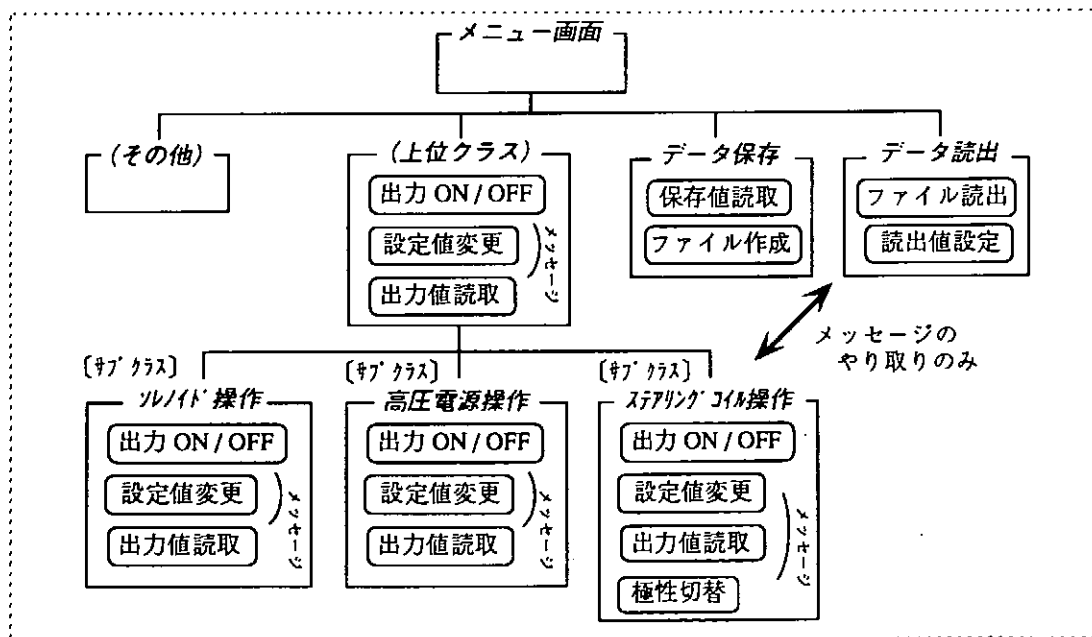 メニュー画面
(その他)
(上位クラス)
データ保存
データ読出
出力 ON / OFF
設定値変更
出力値読取
メッセージ
保存値読取
ファイル作成
ファイル読出
読出値設定
メッセージの
やり取りのみ
〔サブクラス〕
ソレノイド操作
出力 ON / OFF
設定値変更
出力値読取
メッセージ
〔サブクラス〕
高圧電源操作
出力 ON / OFF
設定値変更
出力値読取
メッセージ
〔サブクラス〕
ステアリングコイル操作
出力 ON / OFF
設定値変更
出力値読取
極性切替
メッセージ